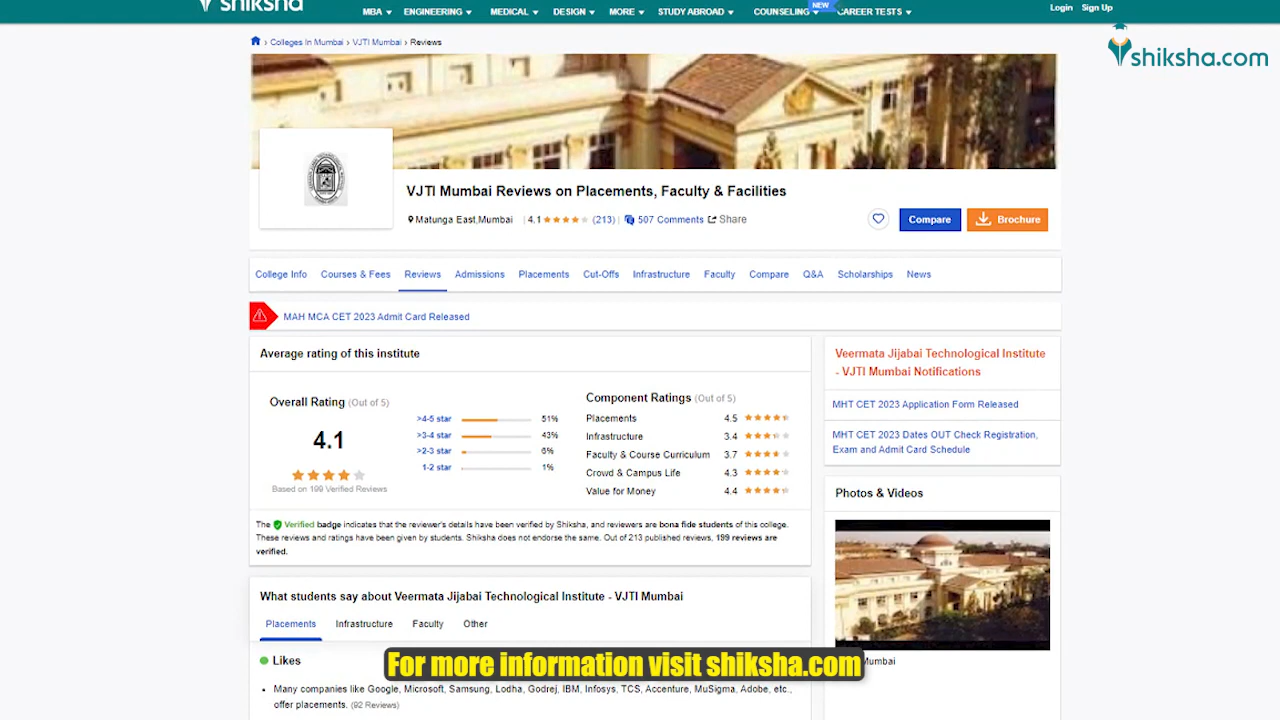 shiksha
MBA
ENGINEERING
MEDICAL
DESIGN
MORE
STUDY ABROAD
COUNSELING
NEW
CAREER TESTS
Login
Sign Up
shiksha.com
› Colleges In Mumbai › VJTI Mumbai › Reviews
VJTI Mumbai Reviews on Placements, Faculty & Facilities
Matunga East,Mumbai | 4.1 (213) | 507 Comments Share
Compare
Brochure
College Info
Courses & Fees
Reviews
Admissions
Placements
Cut-Offs
Infrastructure
Faculty
Compare
Q&A
Scholarships
News
MAH MCA CET 2023 Admit Card Released
Average rating of this institute
Overall Rating (Out of 5)
4.1
Based on 199 Verified Reviews
>4-5 star 51%
>3-4 star 43%
>2-3 star 6%
1-2 star 1%
Component Ratings (Out of 5)
Placements 4.5
Infrastructure 3.4
Faculty & Course Curriculum 3.7
Crowd & Campus Life 4.3
Value for Money 4.4
The Verified badge indicates that the reviewer's details have been verified by Shiksha, and reviewers are bona fide students of this college.
These reviews and ratings have been given by students. Shiksha does not endorse the same. Out of 213 published reviews, 199 reviews are
verified.
Veermata Jijabai Technological Institute
- VJTI Mumbai Notifications
MHT CET 2023 Application Form Released
MHT CET 2023 Dates OUT Check Registration,
Exam and Admit Card Schedule
Photos & Videos
Mumbai
What students say about Veermata Jijabai Technological Institute - VJTI Mumbai
Placements
Infrastructure
Faculty
Other
Likes
Many companies like Google, Microsoft, Samsung, Lodha, Godrej, IBM, Infosys, TCS, Accenture, MuSigma, Adobe, etc.,
offer placements. (92 Reviews)
For more information visit shiksha.com